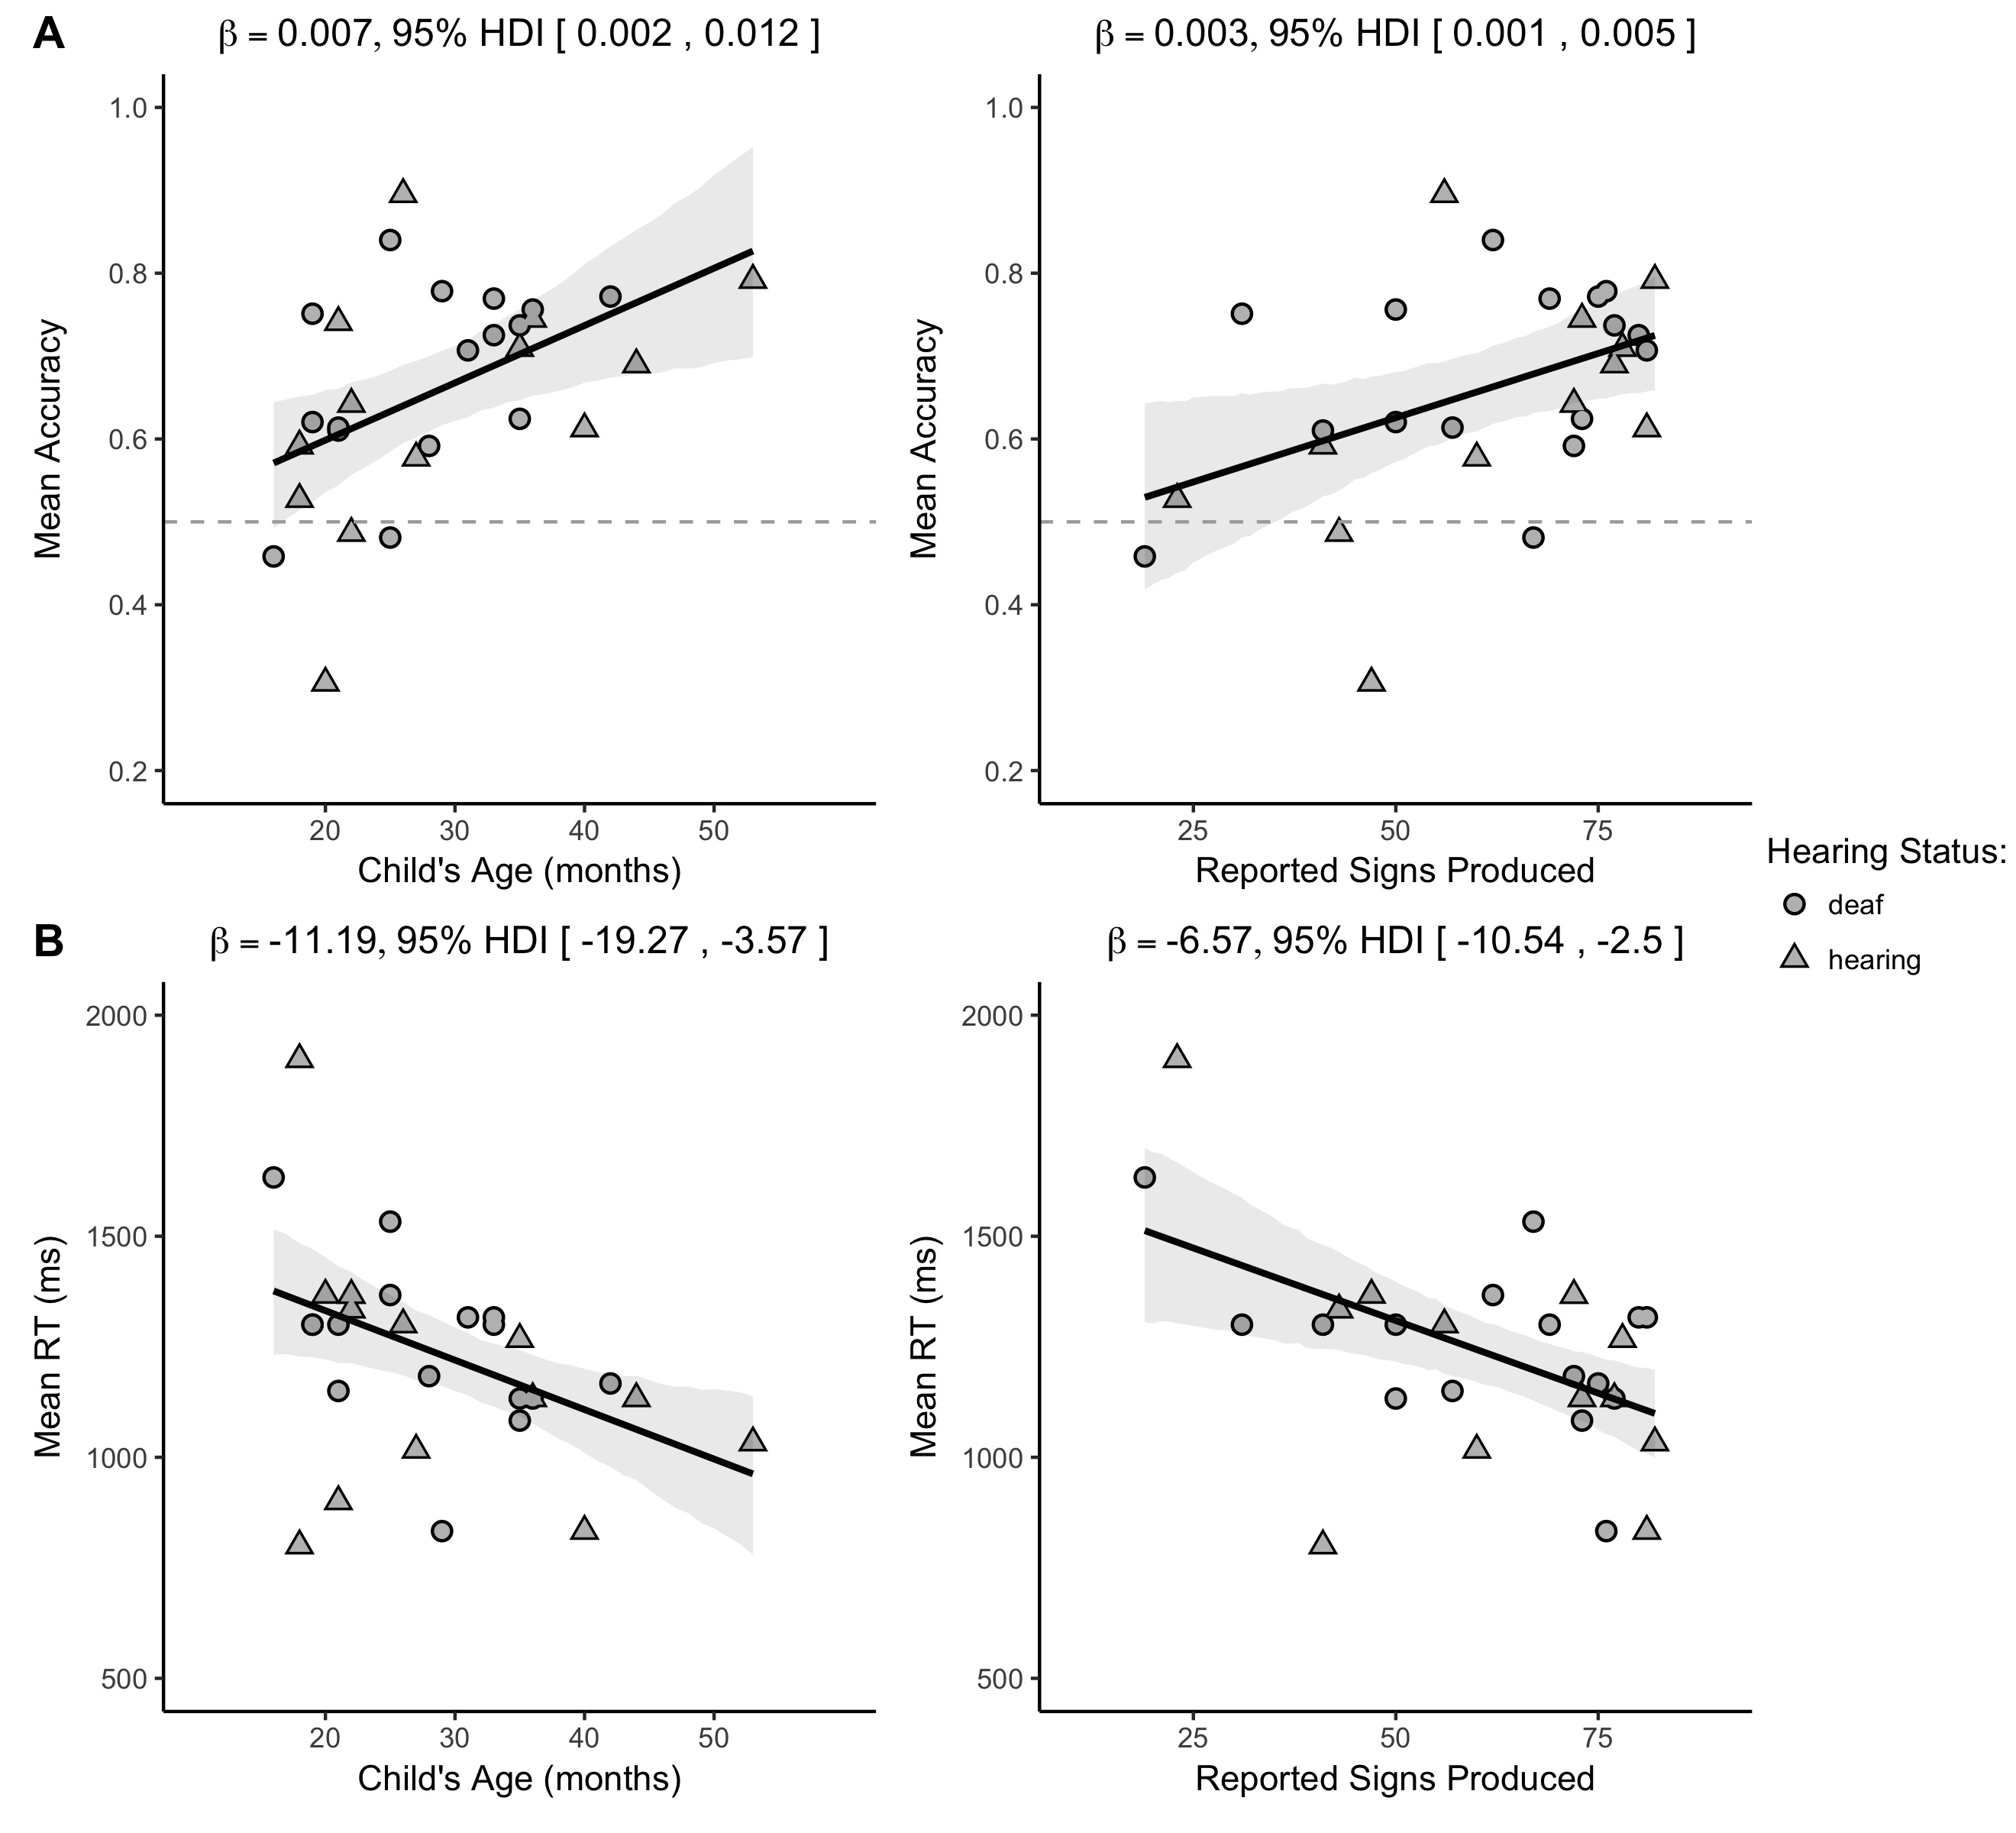 A
β = 0.007, 95% HDI [ 0.002 , 0.012 ]
Mean Accuracy
1.0
0.8
0.6
0.4
0.2
20 30 40 50
Child's Age (months)
β = 0.003, 95% HDI [ 0.001 , 0.005 ]
Mean Accuracy
1.0
0.8
0.6
0.4
0.2
25 50 75
Reported Signs Produced
Hearing Status:
deaf
hearing
B
β = -11.19, 95% HDI [ -19.27 , -3.57 ]
Mean RT (ms)
2000
1500
1000
500
20 30 40 50
Child's Age (months)
β = -6.57, 95% HDI [ -10.54 , -2.5 ]
Mean RT (ms)
2000
1500
1000
500
25 50 75
Reported Signs Produced